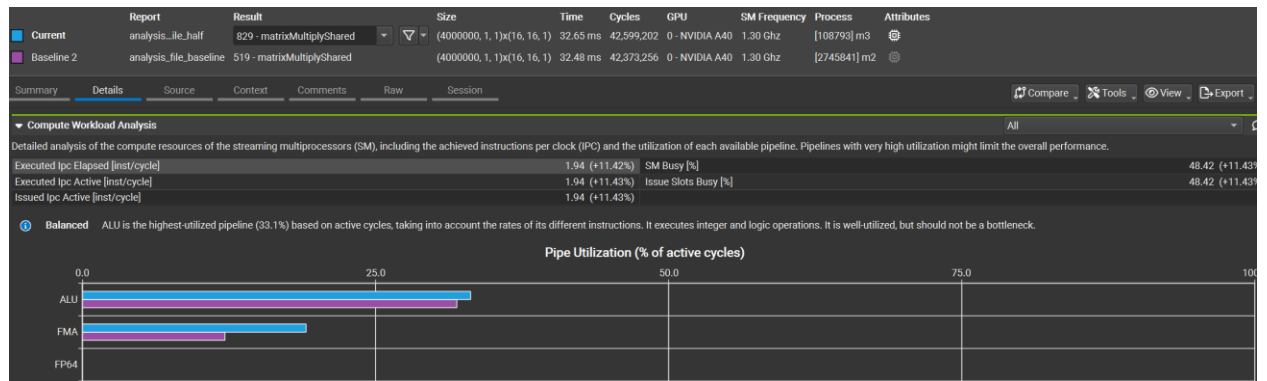 Report Result Size Time Cycles GPU SM Frequency Process Attributes
Current analysis...ile_half 829 - matrixMultiplyShared (4000000, 1, 1)x(16, 16, 1) 32.65 ms 42,599,202 0 - NVIDIA A40 1.30 Ghz [108793] m3
Baseline 2 analysis_file_baseline 519 - matrixMultiplyShared (4000000, 1, 1)x(16, 16, 1) 32.48 ms 42,373,256 0 - NVIDIA A40 1.30 Ghz [2745841] m2
Summary Details Source Context Comments Raw Session Compare Tools View Export
Compute Workload Analysis All
Detailed analysis of the compute resources of the streaming multiprocessors (SM), including the achieved instructions per clock (IPC) and the utilization of each available pipeline. Pipelines with very high utilization might limit the overall performance.
Executed Ipc Elapsed [inst/cycle] 1.94 (+11.42%) SM Busy [%] 48.42 (+11.43%
Executed Ipc Active [inst/cycle] 1.94 (+11.43%) Issue Slots Busy [%] 48.42 (+11.43%
Issued Ipc Active [inst/cycle] 1.94 (+11.43%)
Balanced ALU is the highest-utilized pipeline (33.1%) based on active cycles, taking into account the rates of its different instructions. It executes integer and logic operations. It is well-utilized, but should not be a bottleneck.
Pipe Utilization (% of active cycles)
0.0 25.0 50.0 75.0 100
ALU
FMA
FP64